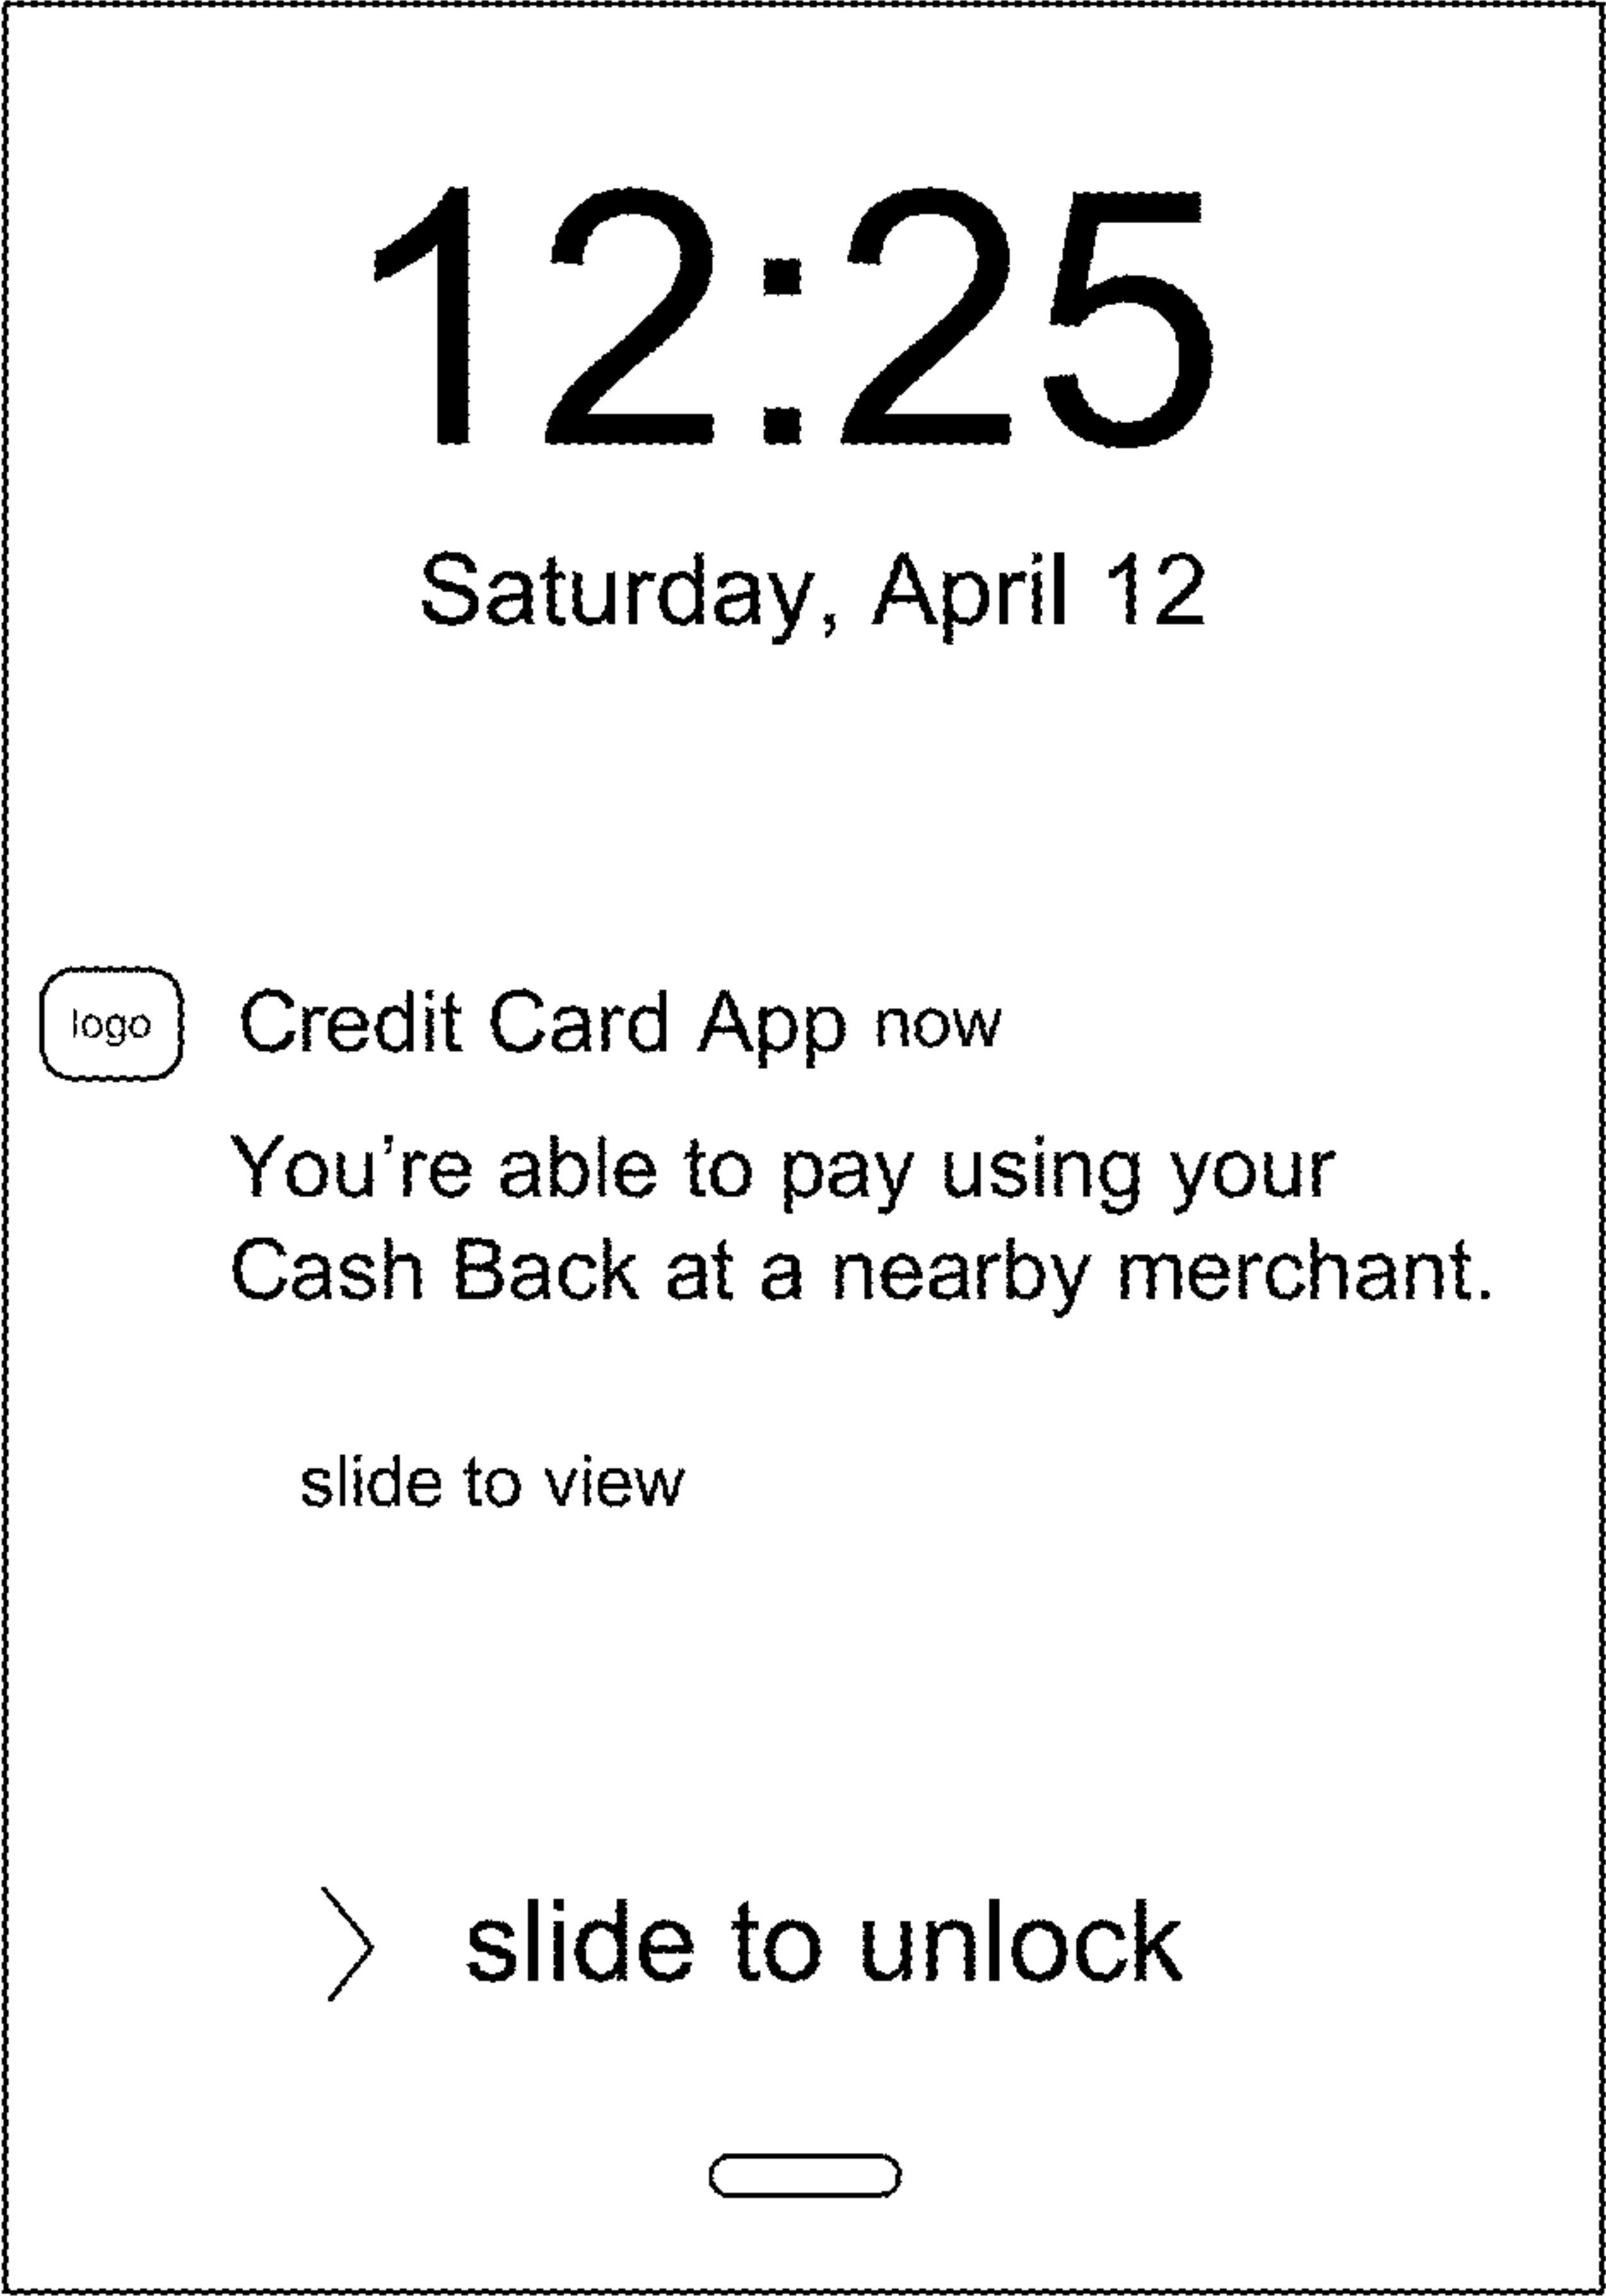 12:25
Saturday, April 12
logo
Credit Card App now
You're able to pay using your
Cash Back at a nearby merchant.
slide to view
slide to unlock